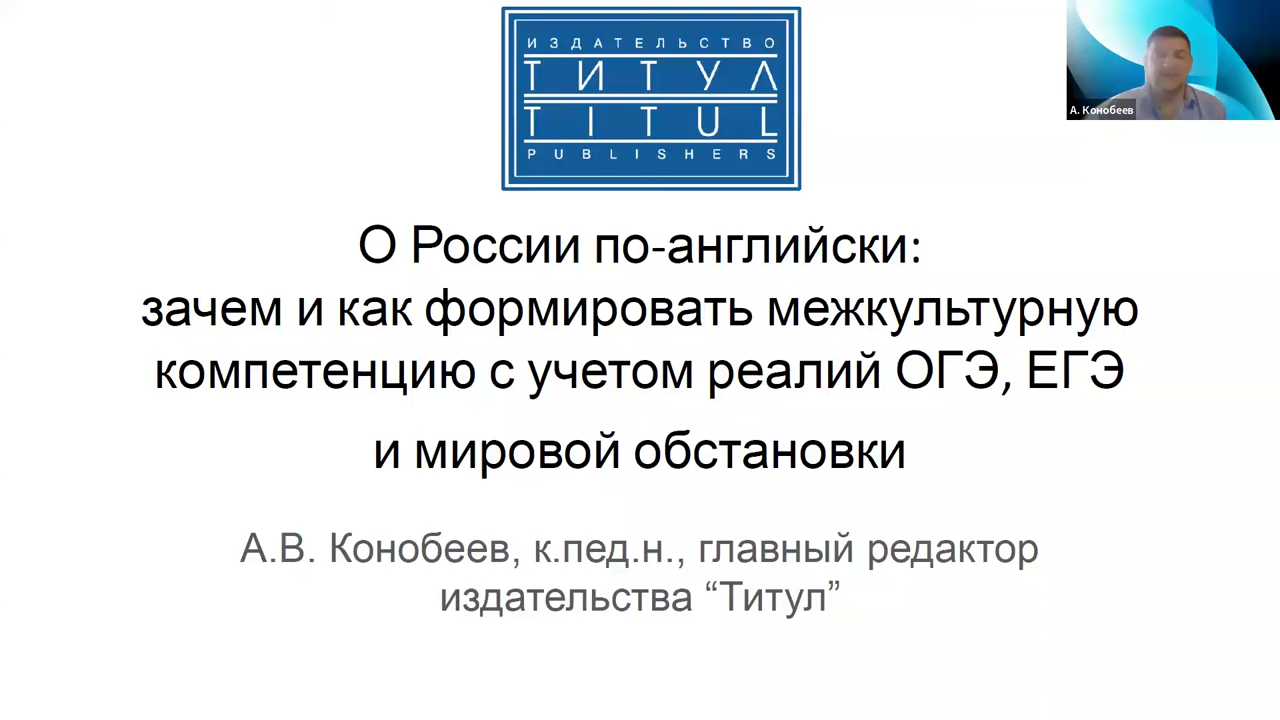 ИЗДАТЕЛЬСТВО
ТИТУЛ
TITUL
PUBLISHERS
А. Конобеев
О России по-английски:
зачем и как формировать межкультурную
компетенцию с учетом реалий ОГЭ, ЕГЭ
и мировой обстановки
А.В. Конобеев, к.пед.н., главный редактор
издательства “Титул”